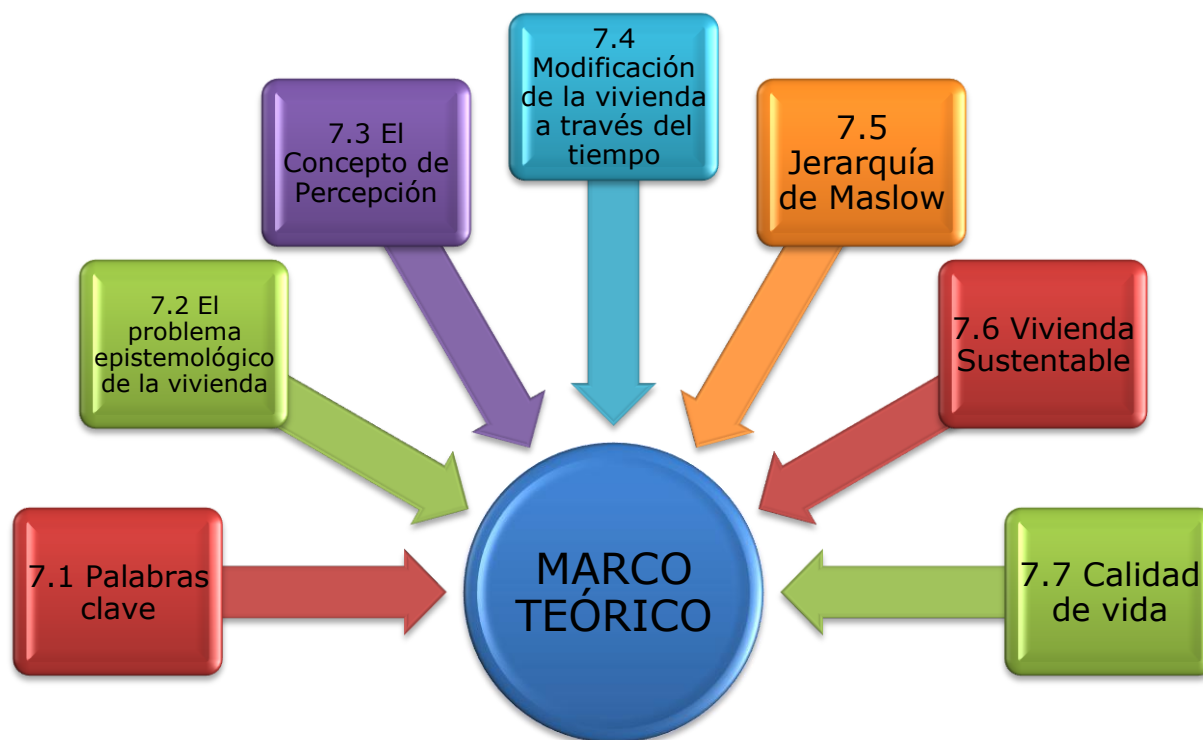 7.1 Palabras
clave
7.2 El
problema
epistemológico
de la vivienda
7.3 El
Concepto de
Percepción
7.4
Modificación
de la vivienda
a través del
tiempo
7.5
Jerarquía
de Maslow
7.6 Vivienda
Sustentable
7.7 Calidad
de vida
MARCO
TEÓRICO